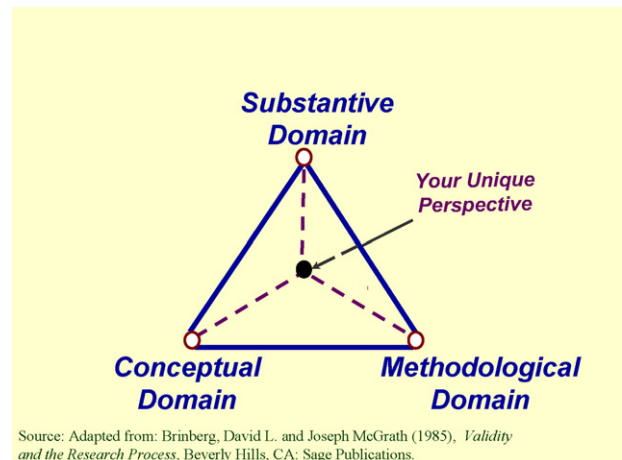 Substantive
Domain
Your Unique
Perspective
Conceptual
Domain
Methodological
Domain
Source: Adapted from: Brinberg, David L. and Joseph McGrath (1985), Validity
and the Research Process, Beverly Hills, CA: Sage Publications.